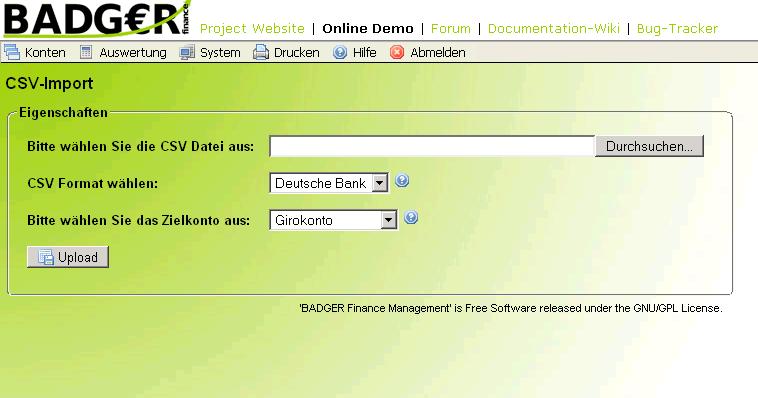 BADG€R finance
Project Website | Online Demo | Forum | Documentation-Wiki | Bug-Tracker
Konten Auswertung System Drucken Hilfe Abmelden
CSV-Import
Eigenschaften
Bitte wählen Sie die CSV Datei aus: Durchsuchen...
CSV Format wählen: Deutsche Bank ?
Bitte wählen Sie das Zielkonto aus: Girokonto ?
Upload
'BADGER Finance Management' is Free Software released under the GNU/GPL License.